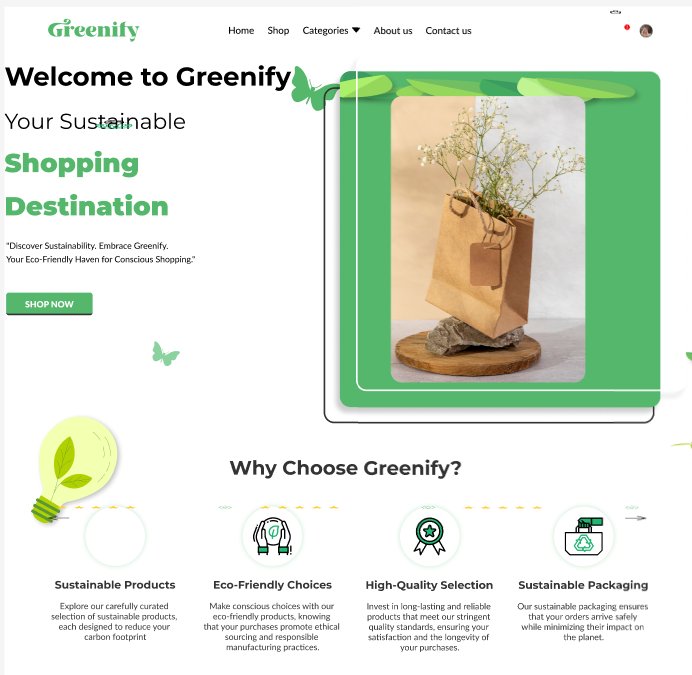 Greenify
Home Shop Categories About us Contact us
Welcome to Greenify
Your Sustainable
Shopping
Destination
"Discover Sustainability. Embrace Greenify.
Your Eco-Friendly Haven for Conscious Shopping."
SHOP NOW
Why Choose Greenify?
Sustainable Products
Explore our carefully curated
selection of sustainable products,
each designed to reduce your
carbon footprint
Eco-Friendly Choices
Make conscious choices with our
eco-friendly products, knowing
that your purchases promote ethical
sourcing and responsible
manufacturing practices.
High-Quality Selection
Invest in long-lasting and reliable
products that meet our stringent
quality standards, ensuring your
satisfaction and the longevity of
your purchases.
Sustainable Packaging
Our sustainable packaging ensures
that your orders arrive safely
while minimizing their impact on
the planet.